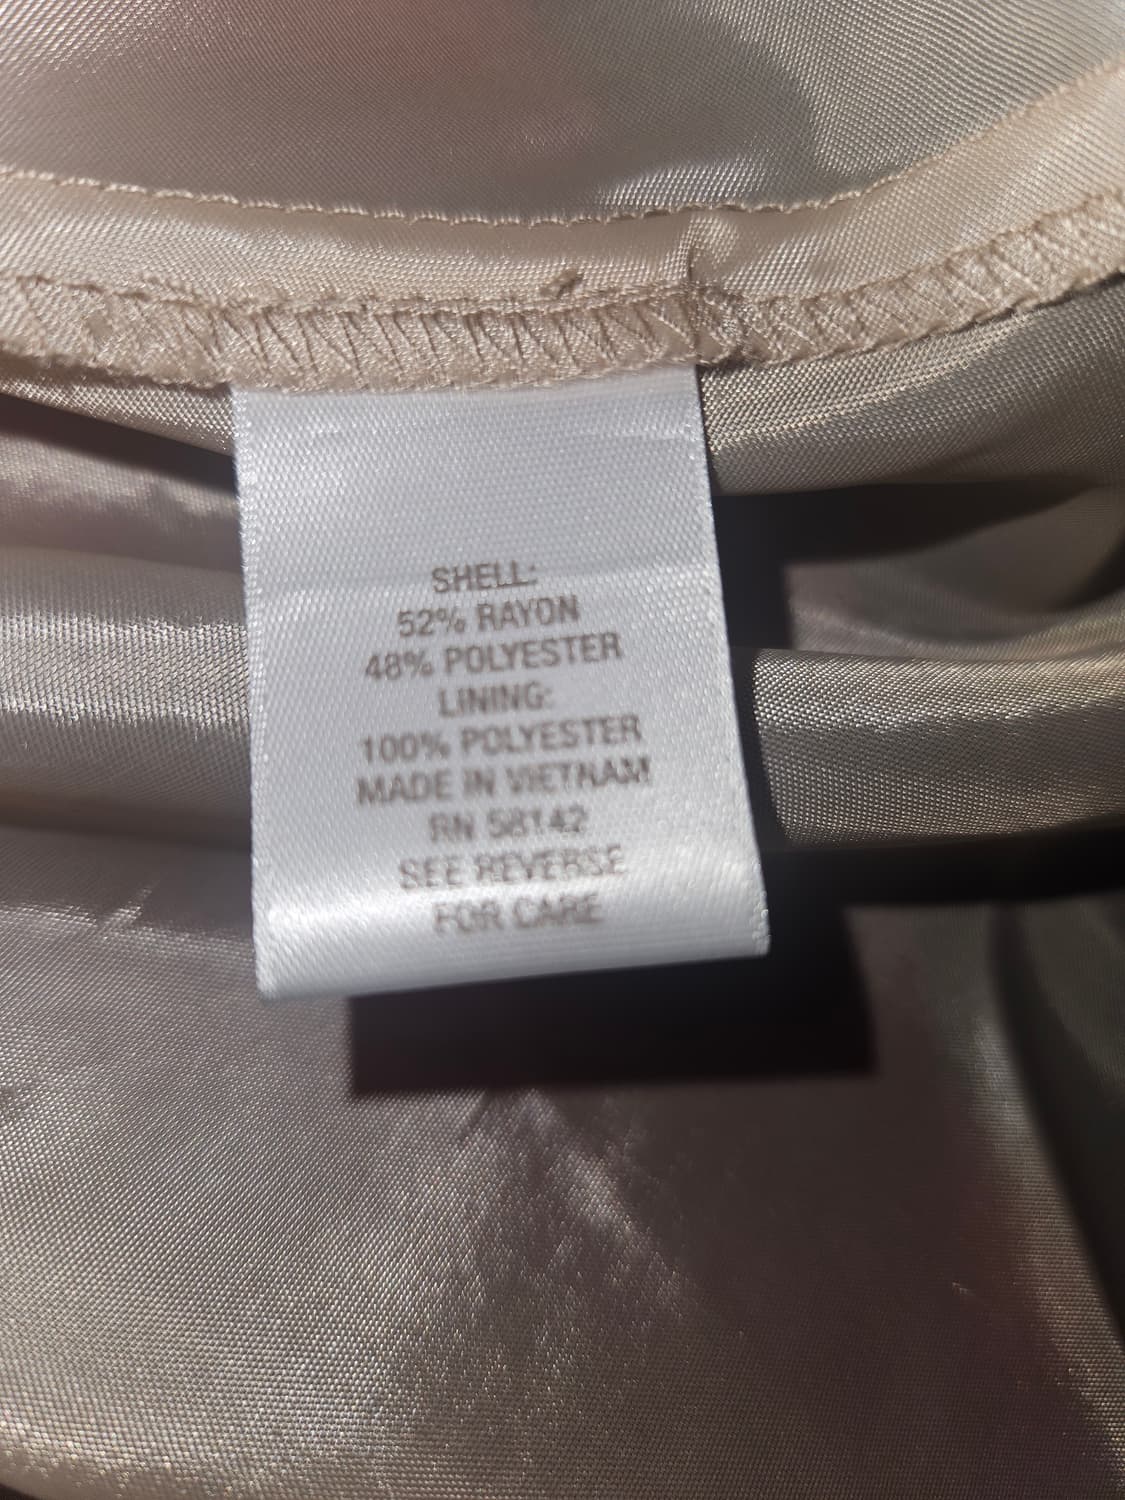 SHELL:
52% RAYON
48% POLYESTER
LINING:
100% POLYESTER
MADE IN VIETNAM
RN 58142
SEE REVERSE
FOR CARE